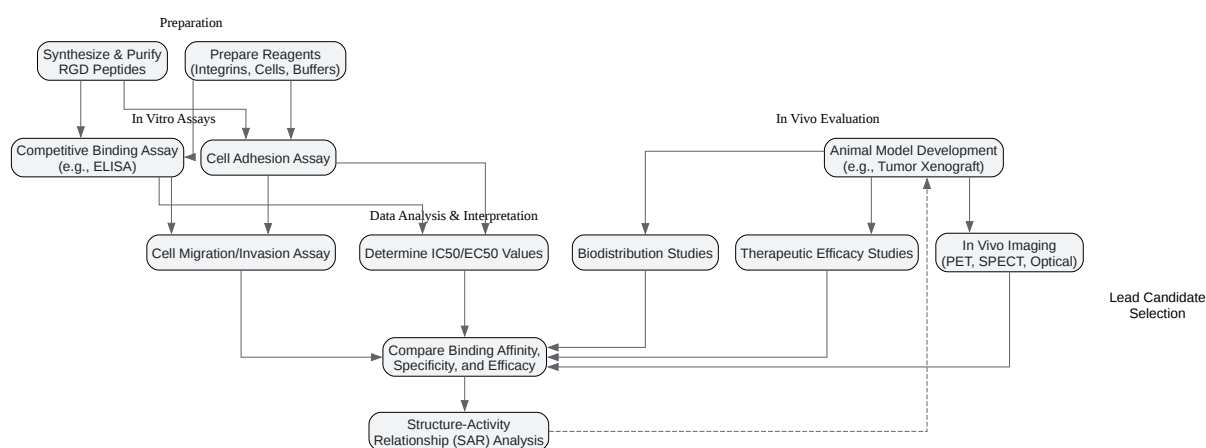 Preparation
Synthesize & Purify
RGD Peptides
Prepare Reagents
(Integrins, Cells, Buffers)
In Vitro Assays
In Vivo Evaluation
Competitive Binding Assay
(e.g., ELISA)
Cell Adhesion Assay
Animal Model Development
(e.g., Tumor Xenograft)
Data Analysis & Interpretation
Cell Migration/Invasion Assay
Determine IC50/EC50 Values
Biodistribution Studies
Therapeutic Efficacy Studies
In Vivo Imaging
(PET, SPECT, Optical)
Lead Candidate
Selection
Compare Binding Affinity,
Specificity, and Efficacy
Structure-Activity
Relationship (SAR) Analysis